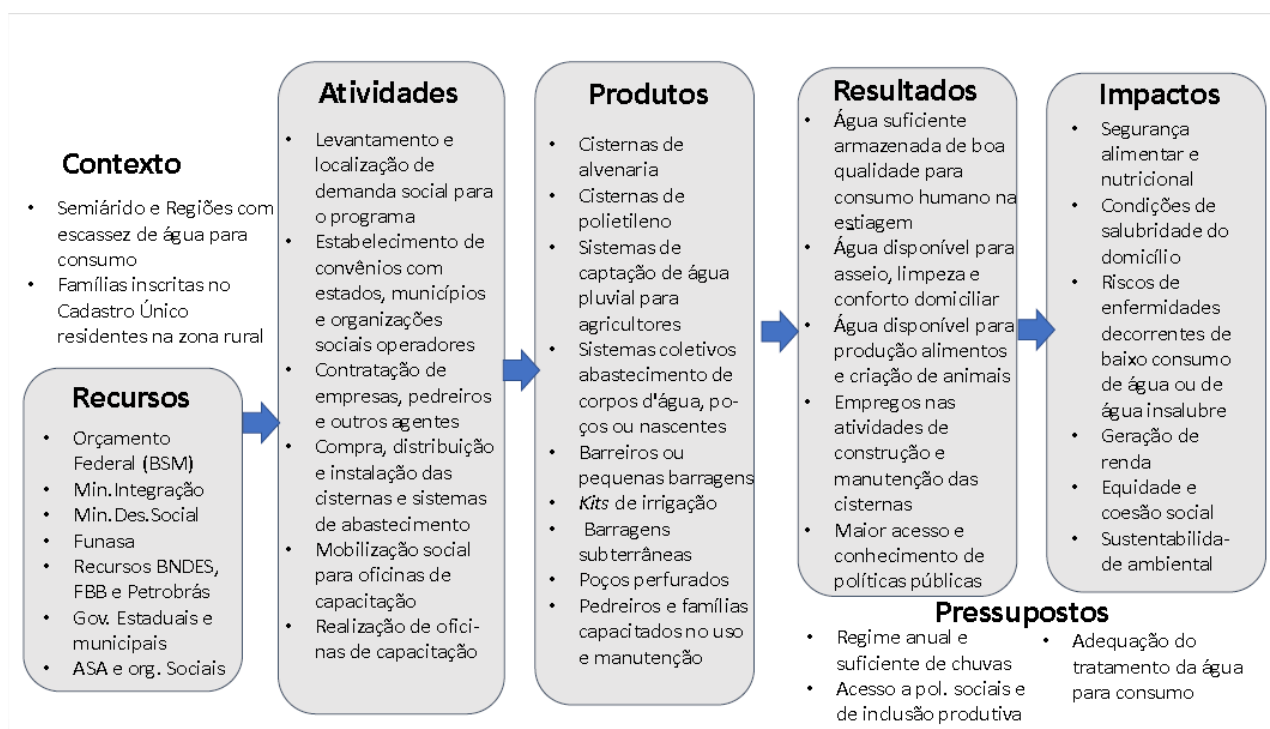 Contexto
• Semiárido e Regiões com
escassez de água para
consumo
• Famílias inscritas no
Cadastro Único
residentes na zona rural
Recursos
• Orçamento
Federal (BSM)
• Min.Integração
• Min.Des.Social
• Funasa
• Recursos BNDES,
FBB e Petrobrás
• Gov. Estaduais e
municipais
• ASA e org. Sociais
Atividades
• Levantamento e
localização de
demanda social para
o programa
• Estabelecimento de
convênios com
estados, municípios
e organizações
sociais operadores
• Contratação de
empresas, pedreiros
e outros agentes
• Compra, distribuição
e instalação das
cisternas e sistemas
de abastecimento
• Mobilização social
para oficinas de
capacitação
• Realização de ofici-
nas de capacitação
Produtos
• Cisternas de
alvenaria
• Cisternas de
polietileno
• Sistemas de
captação de água
pluvial para
agricultores
• Sistemas coletivos
abastecimento de
corpos d'água, po-
ços ou nascentes
• Barreiros ou
pequenas barragens
• Kits de irrigação
• Barragens
subterrâneas
• Poços perfurados
• Pedreiros e famílias
capacitados no uso
e manutenção
Resultados
• Água suficiente
armazenada de boa
qualidade para
consumo humano na
estiagem
• Água disponível para
asseio, limpeza e
conforto domiciliar
• Água disponível para
produção alimentos
e criação de animais
• Empregos nas
atividades de
construção e
manutenção das
cisternas
• Maior acesso e
conhecimento de
políticas públicas
Impactos
• Segurança
alimentar e
nutricional
• Condições de
salubridade do
domicílio
• Riscos de
enfermidades
decorrentes de
baixo consumo
de água ou de
água insalubre
• Geração de
renda
• Equidade e
coesão social
• Sustentabilida-
de ambiental
Pressupostos
• Regime anual e
suficiente de chuvas
• Acesso a pol. sociais e
de inclusão produtiva
• Adequação do
tratamento da água
para consumo